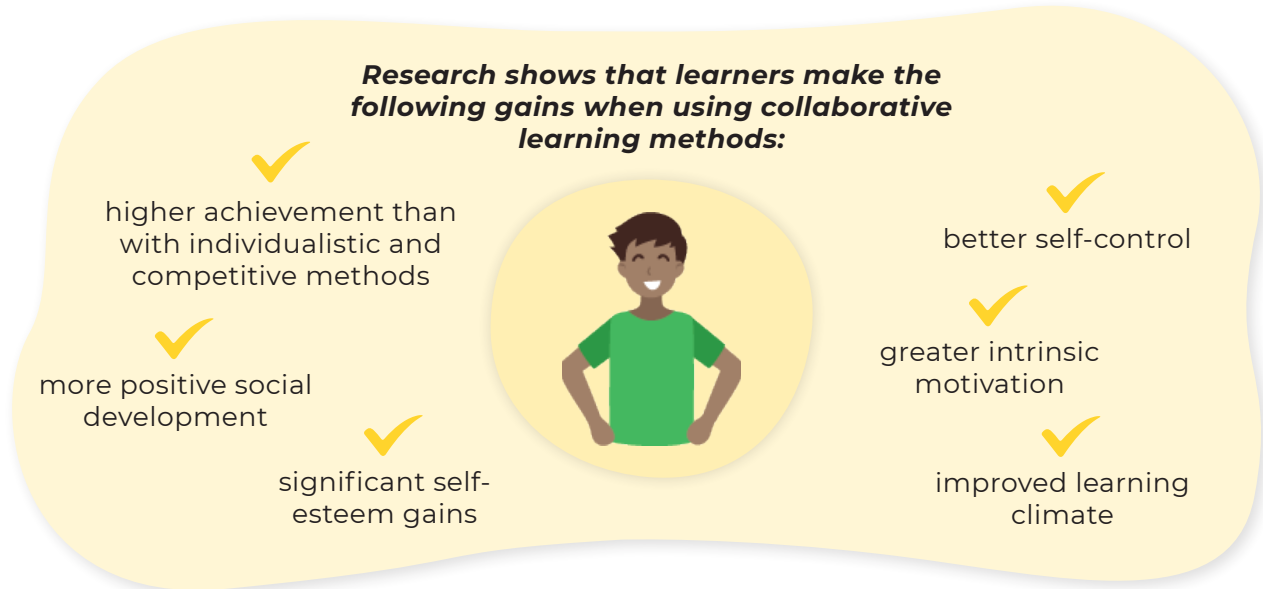 Research shows that learners make the
following gains when using collaborative
learning methods:
higher achievement than
with individualistic and
competitive methods
more positive social
development
significant self-
esteem gains
better self-control
greater intrinsic
motivation
improved learning
climate